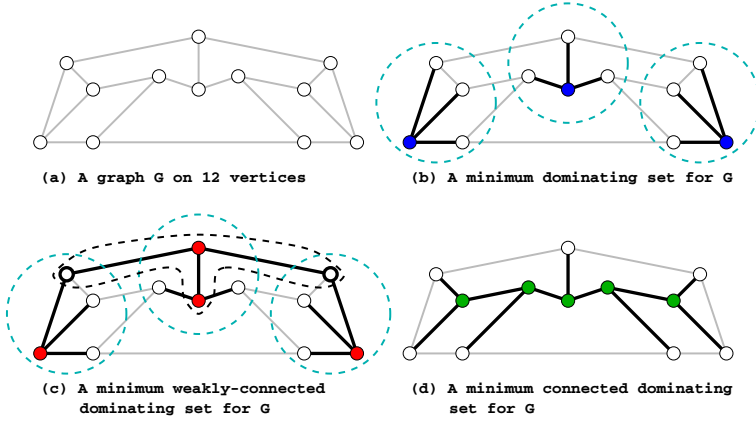 (a) A graph G on 12 vertices
(b) A minimum dominating set for G
(c) A minimum weakly-connected
dominating set for G
(d) A minimum connected dominating
set for G